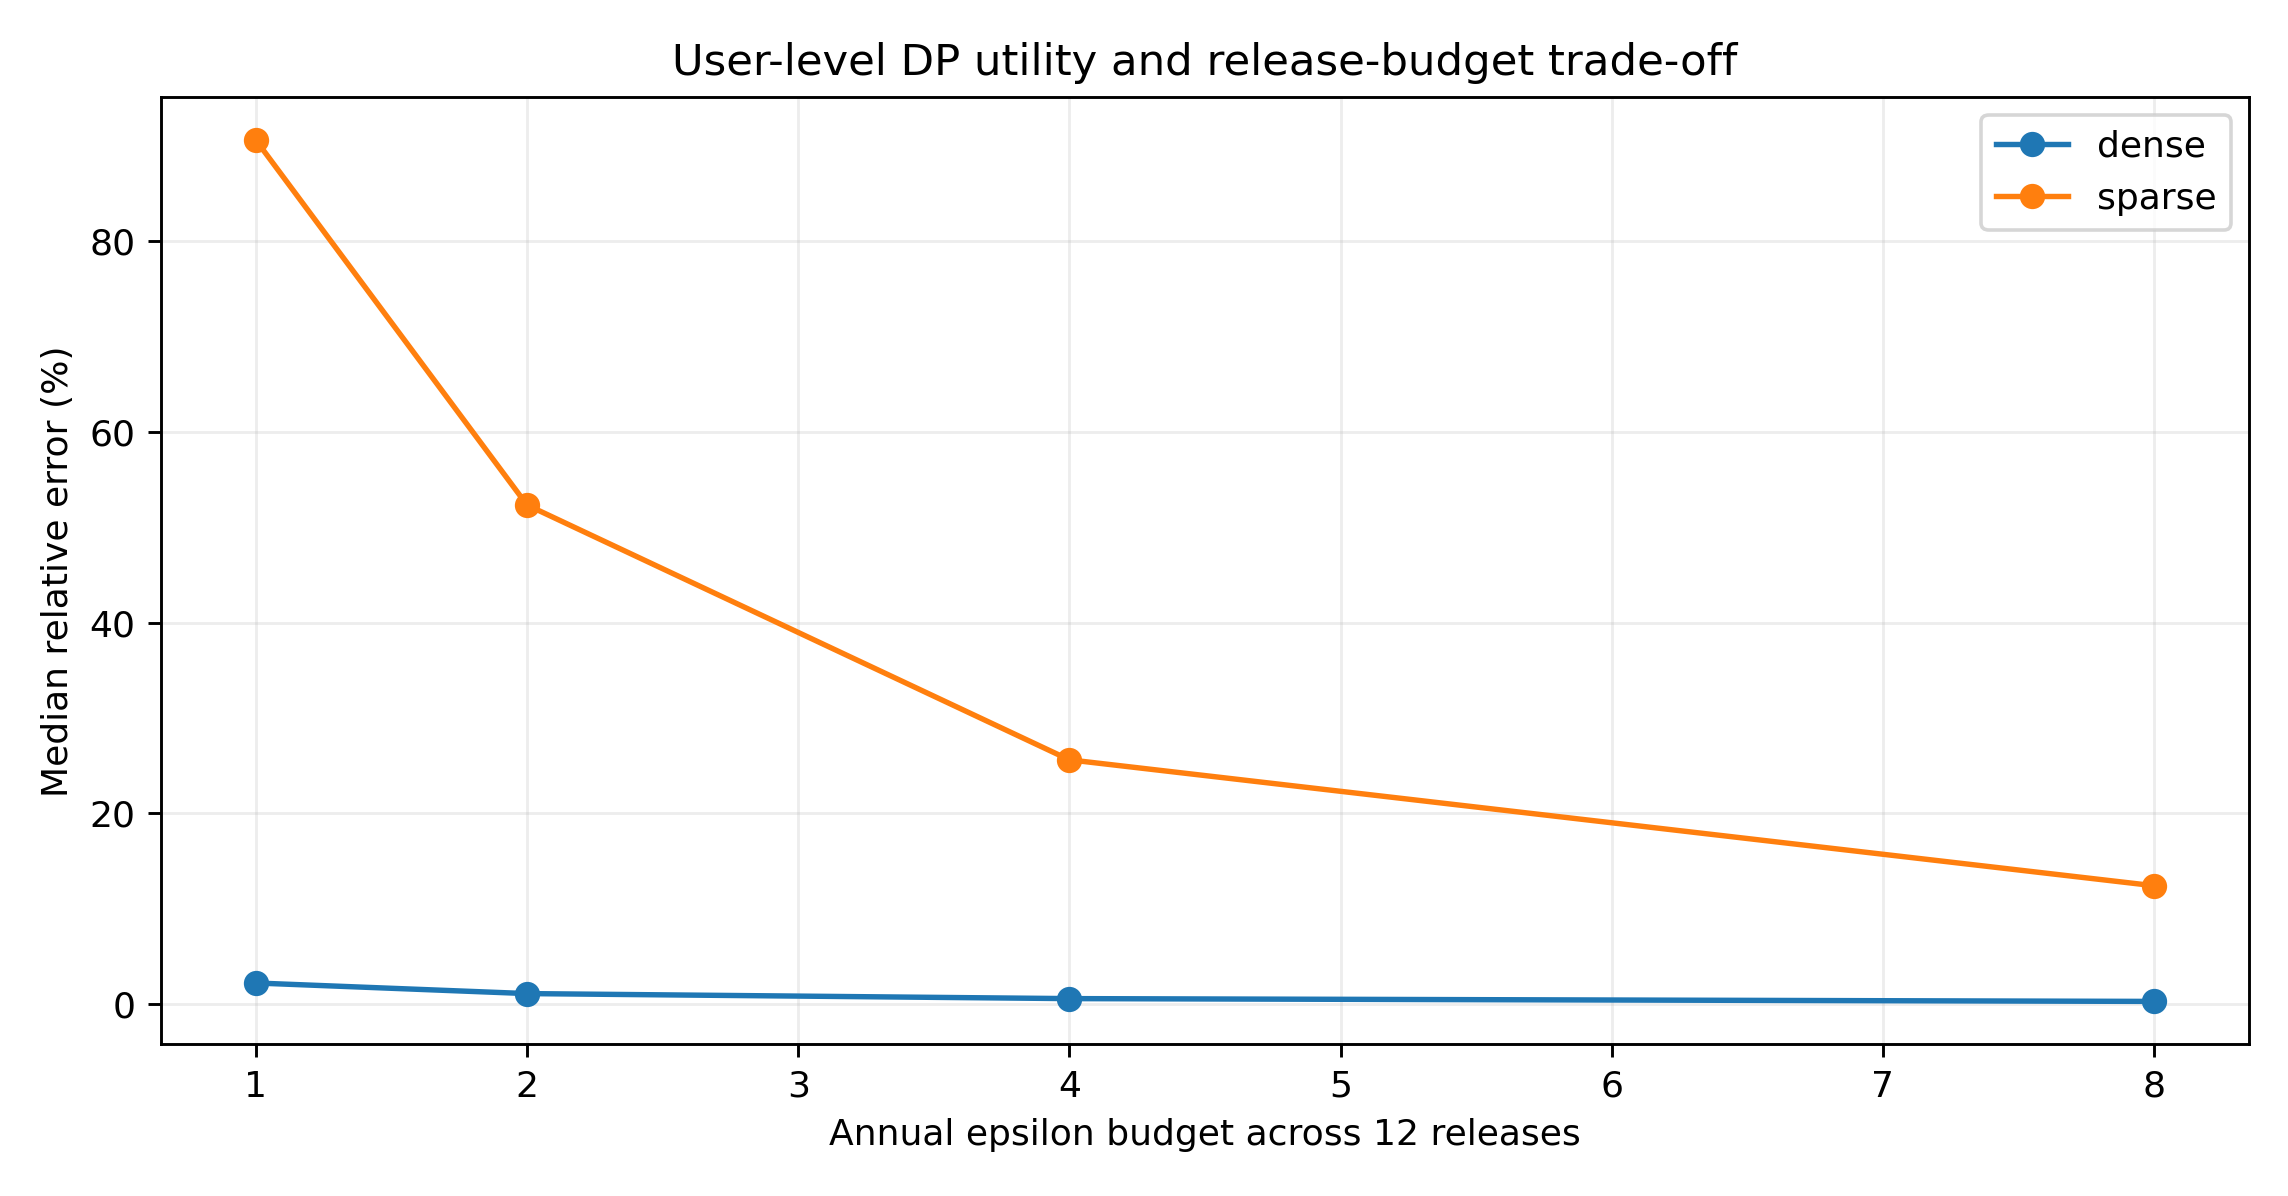 User-level DP utility and release-budget trade-off
dense
sparse
Median relative error (%)
80
60
40
20
0
1 2 3 4 5 6 7 8
Annual epsilon budget across 12 releases